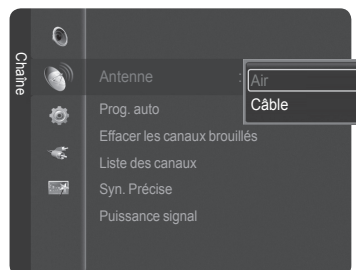 Chaîne
Antenne : Air
Câble
Prog. auto
Effacer les canaux brouillés
Liste des canaux
Syn. Précise
Puissance signal